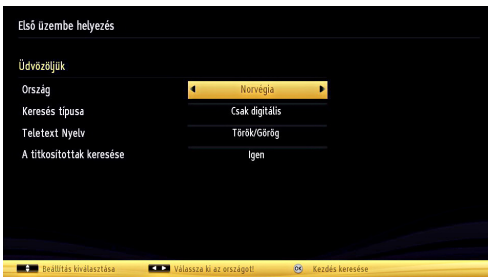 Első üzembe helyezés
Üdvözöljük
Ország Norvégia
Keresés típusa Csak digitális
Teletext Nyelv Török/Görög
A titkosítottak keresése Igen
Beállítás kiválasztása Válassza ki az országot! OK Kezdés keresése